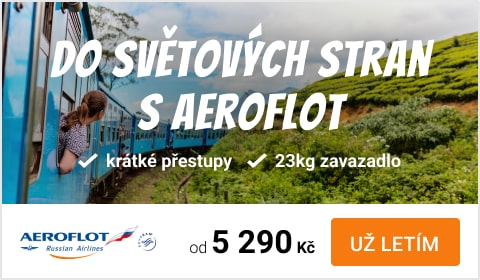 DO SVĚTOVÝCH STRAN
S AEROFLOT
krátké přestupy 23kg zavazadlo
AEROFLOT
Russian Airlines
od 5 290 Kč
UŽ LETÍM